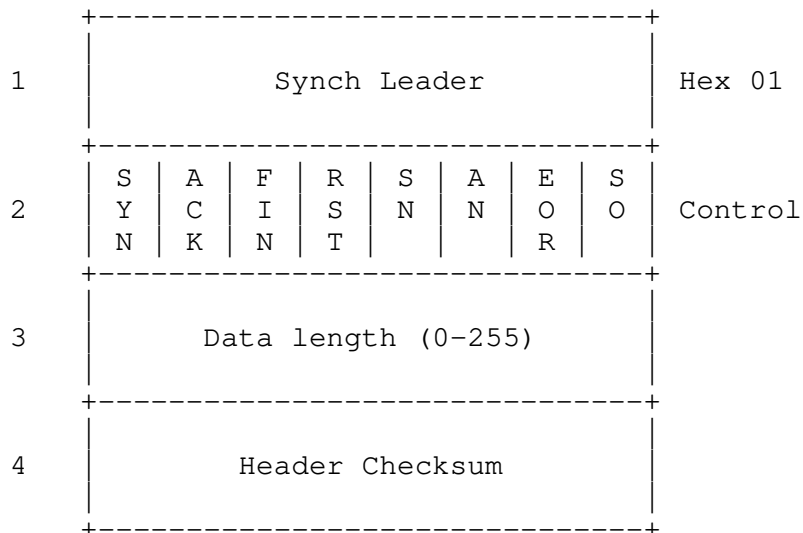 1 Synch Leader Hex 01
S A F R S A E S
2 Y C I S N N O O Control
N K N T R
3 Data length (0-255)
4 Header Checksum